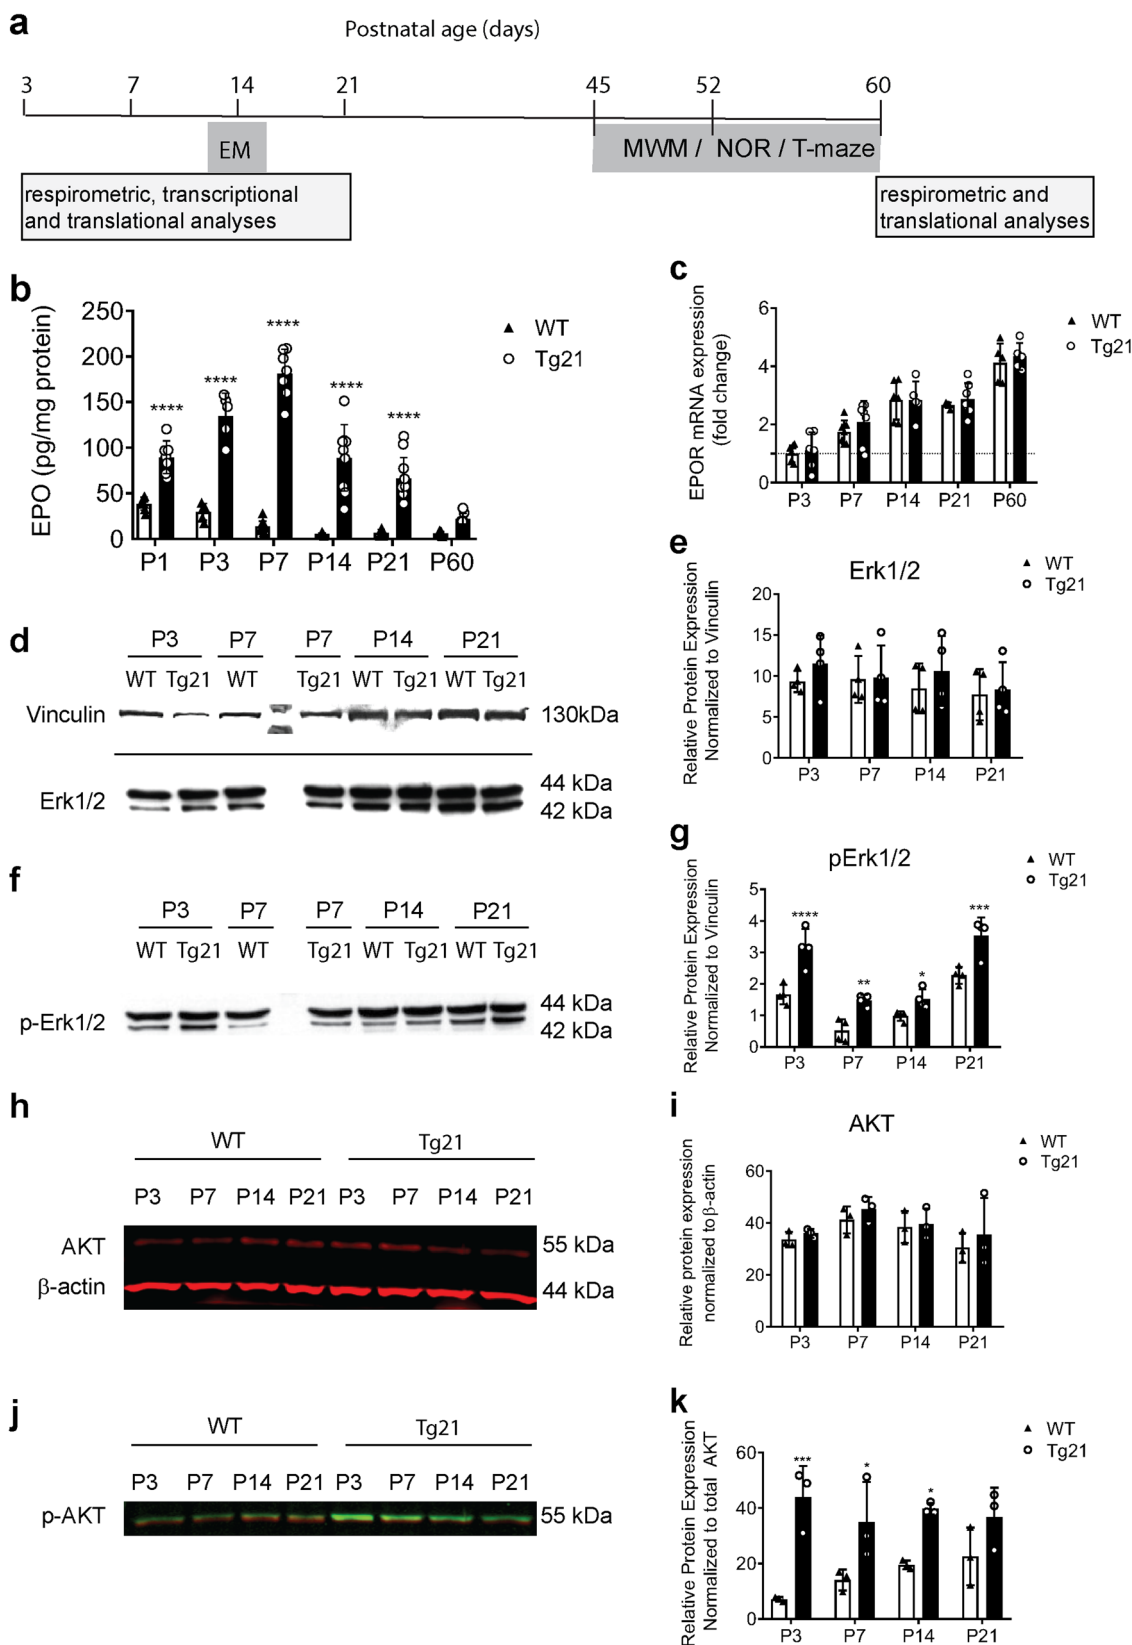 a
Postnatal age (days)
3 7 14 21 45 52 60
EM
MWM / NOR / T-maze
respirometric, transcriptional
and translational analyses
respirometric and
translational analyses
b
EPO (pg/mg protein)
250
200
150
100
50
0
**** **** **** **** ****
P1 P3 P7 P14 P21 P60
WT
Tg21
c
EPOR mRNA expression
(fold change)
6
4
2
0
P3 P7 P14 P21 P60
WT
Tg21
d
P3 P7 P7 P14 P21
WT Tg21 WT Tg21 WT Tg21 WT Tg21
Vinculin 130kDa
Erk1/2 44 kDa
42 kDa
e
Erk1/2
Relative Protein Expression
Normalized to Vinculin
20
15
10
5
0
P3 P7 P14 P21
WT
Tg21
f
P3 P7 P7 P14 P21
WT Tg21 WT Tg21 WT Tg21 WT Tg21
p-Erk1/2 44 kDa
42 kDa
g
pErk1/2
Relative Protein Expression
Normalized to Vinculin
5
4
3
2
1
0
**** ** * ***
P3 P7 P14 P21
WT
Tg21
h
WT Tg21
P3 P7 P14 P21 P3 P7 P14 P21
AKT 55 kDa
β-actin 44 kDa
i
AKT
Relative protein expression
normalized to β-actin
60
40
20
0
P3 P7 P14 P21
WT
Tg21
j
WT Tg21
P3 P7 P14 P21 P3 P7 P14 P21
p-AKT 55 kDa
k
Relative Protein Expression
Normalized to total AKT
60
40
20
0
*** * *
P3 P7 P14 P21
WT
Tg21